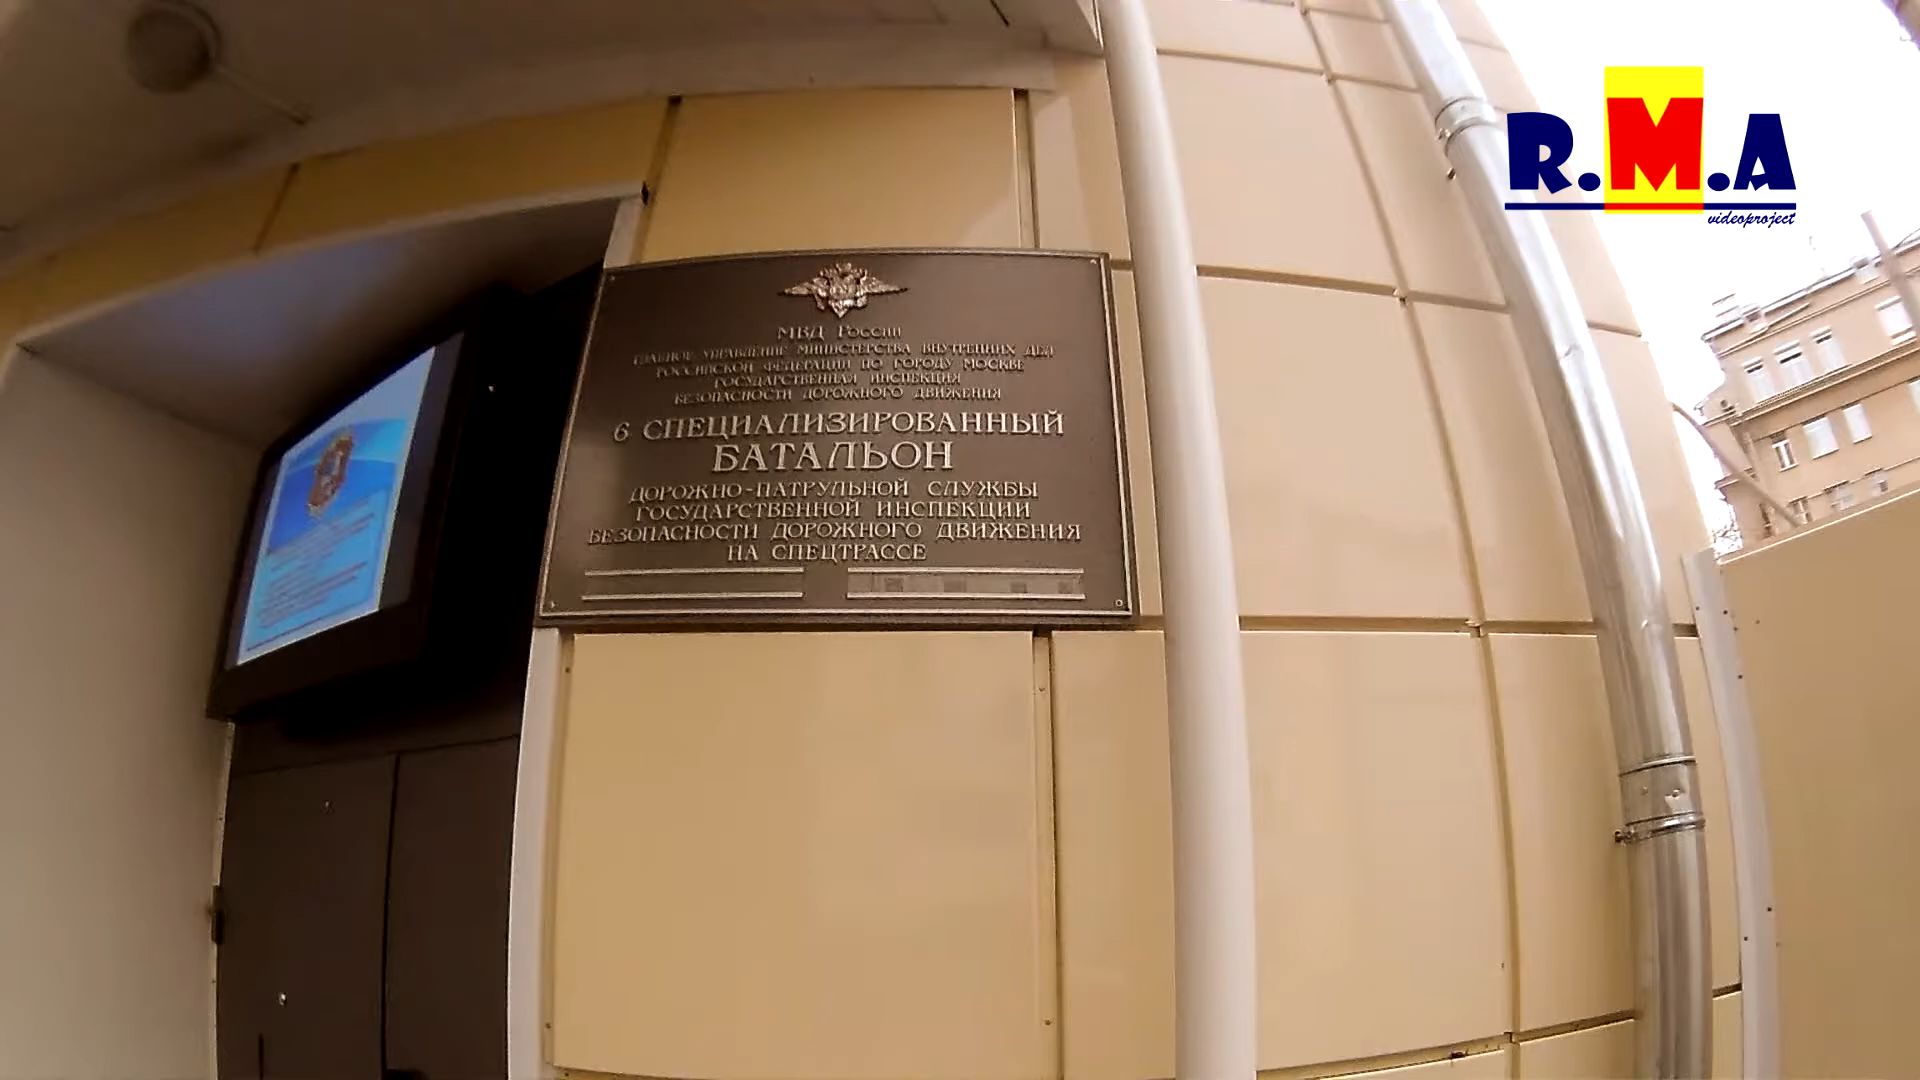 R.M.A
videoproject
МВД России
ГЛАВНОЕ УПРАВЛЕНИЕ МИНИСТЕРСТВА ВНУТРЕННИХ ДЕЛ
РОССИЙСКОЙ ФЕДЕРАЦИИ ПО ГОРОДУ МОСКВЕ
ГОСУДАРСТВЕННАЯ ИНСПЕКЦИЯ
БЕЗОПАСНОСТИ ДОРОЖНОГО ДВИЖЕНИЯ
6 СПЕЦИАЛИЗИРОВАННЫЙ
БАТАЛЬОН
ДОРОЖНО-ПАТРУЛЬНОЙ СЛУЖБЫ
ГОСУДАРСТВЕННОЙ ИНСПЕКЦИИ
БЕЗОПАСНОСТИ ДОРОЖНОГО ДВИЖЕНИЯ
НА СПЕЦТРАССЕ